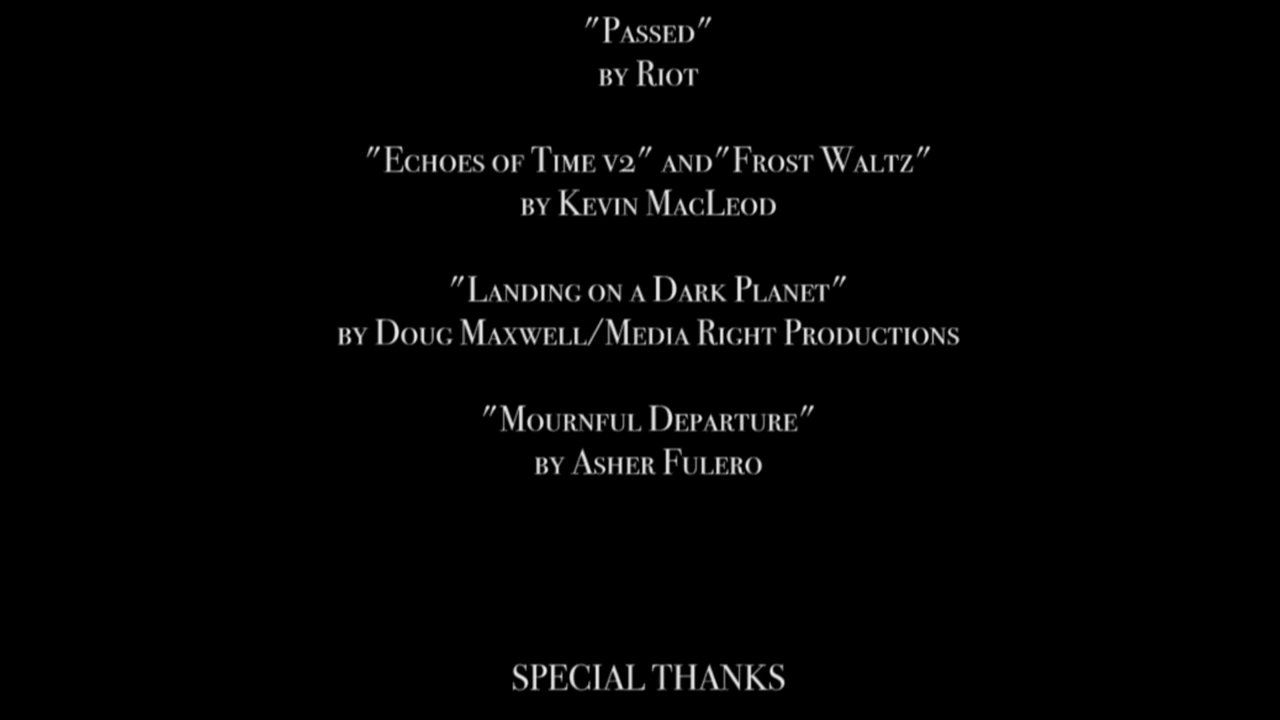 "Passed"
by Riot
"Echoes of Time v2" and"Frost Waltz"
by Kevin MacLeod
"Landing on a Dark Planet"
by Doug Maxwell/Media Right Productions
"Mournful Departure"
by Asher Fulero
SPECIAL THANKS